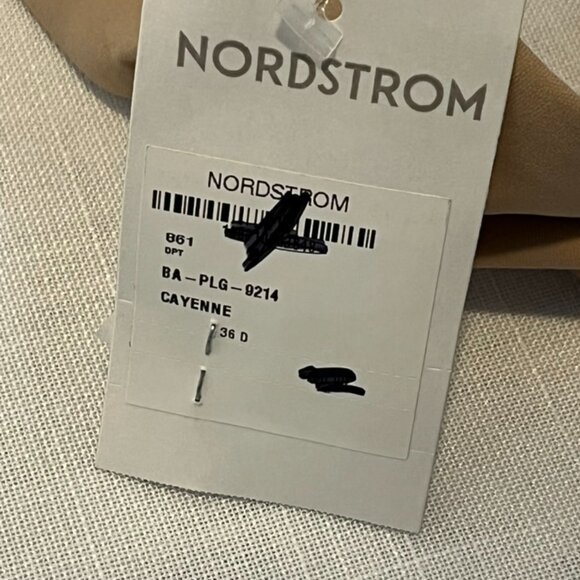 NORDSTROM
NORDSTROM
861
DPT
BA-PLG-9214
CAYENNE
36 D